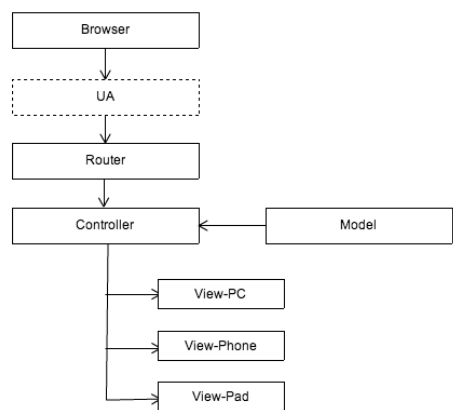 Browser
UA
Router
Controller
Model
View-PC
View-Phone
View-Pad